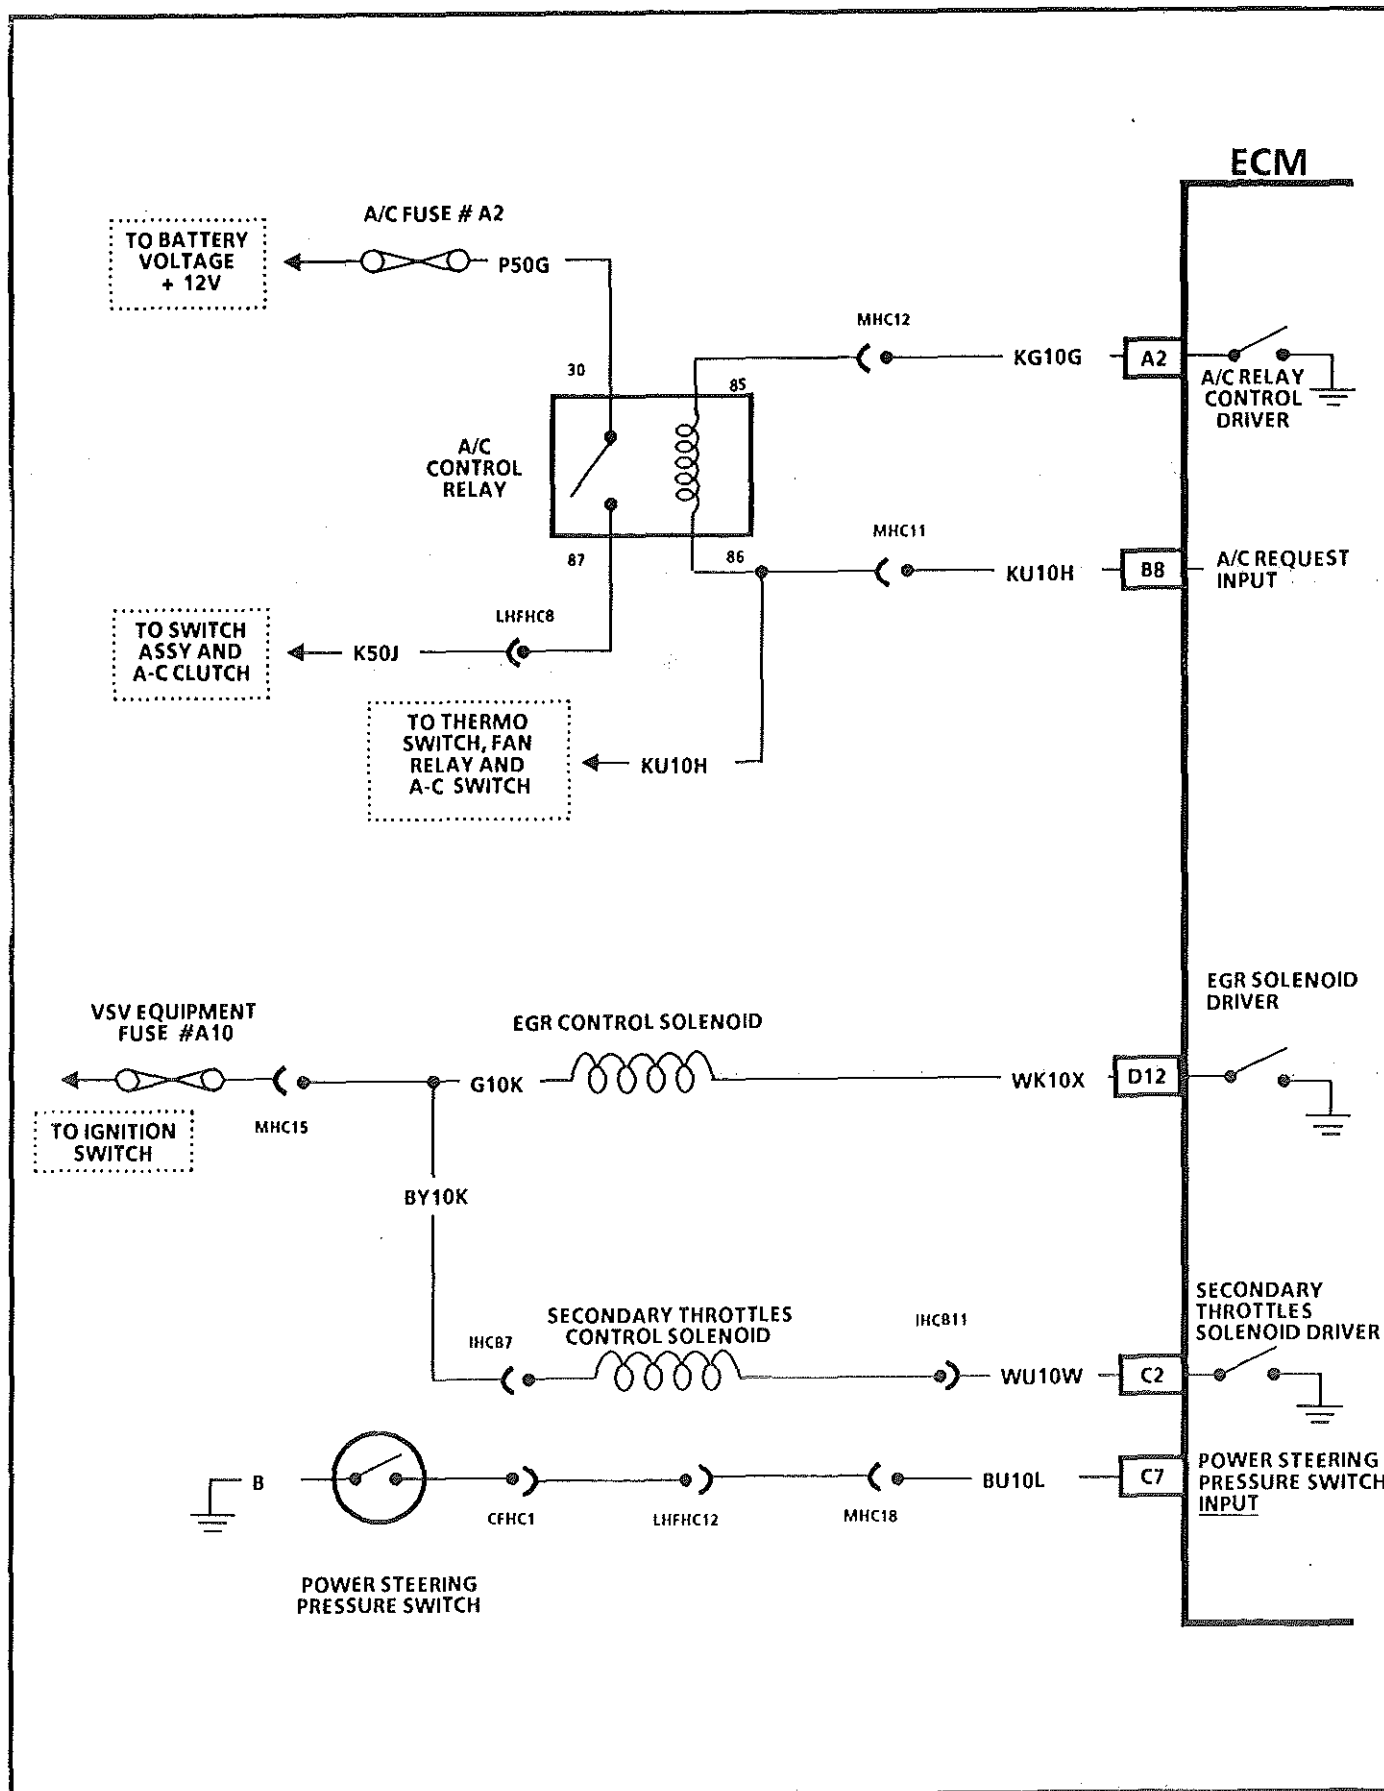 ECM
A/C FUSE # A2
TO BATTERY
VOLTAGE
+ 12V
P50G
MHC12
KG10G
A2
A/C RELAY
CONTROL
DRIVER
30
85
A/C
CONTROL
RELAY
87
86
MHC11
KU10H
B8
A/C REQUEST
INPUT
LHFHC8
TO SWITCH
ASSY AND
A-C CLUTCH
K50J
TO THERMO
SWITCH, FAN
RELAY AND
A-C SWITCH
KU10H
EGR SOLENOID
DRIVER
VSV EQUIPMENT
FUSE #A10
EGR CONTROL SOLENOID
G10K
WK10X
D12
TO IGNITION
SWITCH
MHC15
BY10K
SECONDARY
THROTTLES
SOLENOID DRIVER
SECONDARY THROTTLES
CONTROL SOLENOID
IHCB7
IHCB11
WU10W
C2
B
CFHC1
LHFHC12
MHC18
BU10L
C7
POWER STEERING
PRESSURE SWITCH
INPUT
POWER STEERING
PRESSURE SWITCH